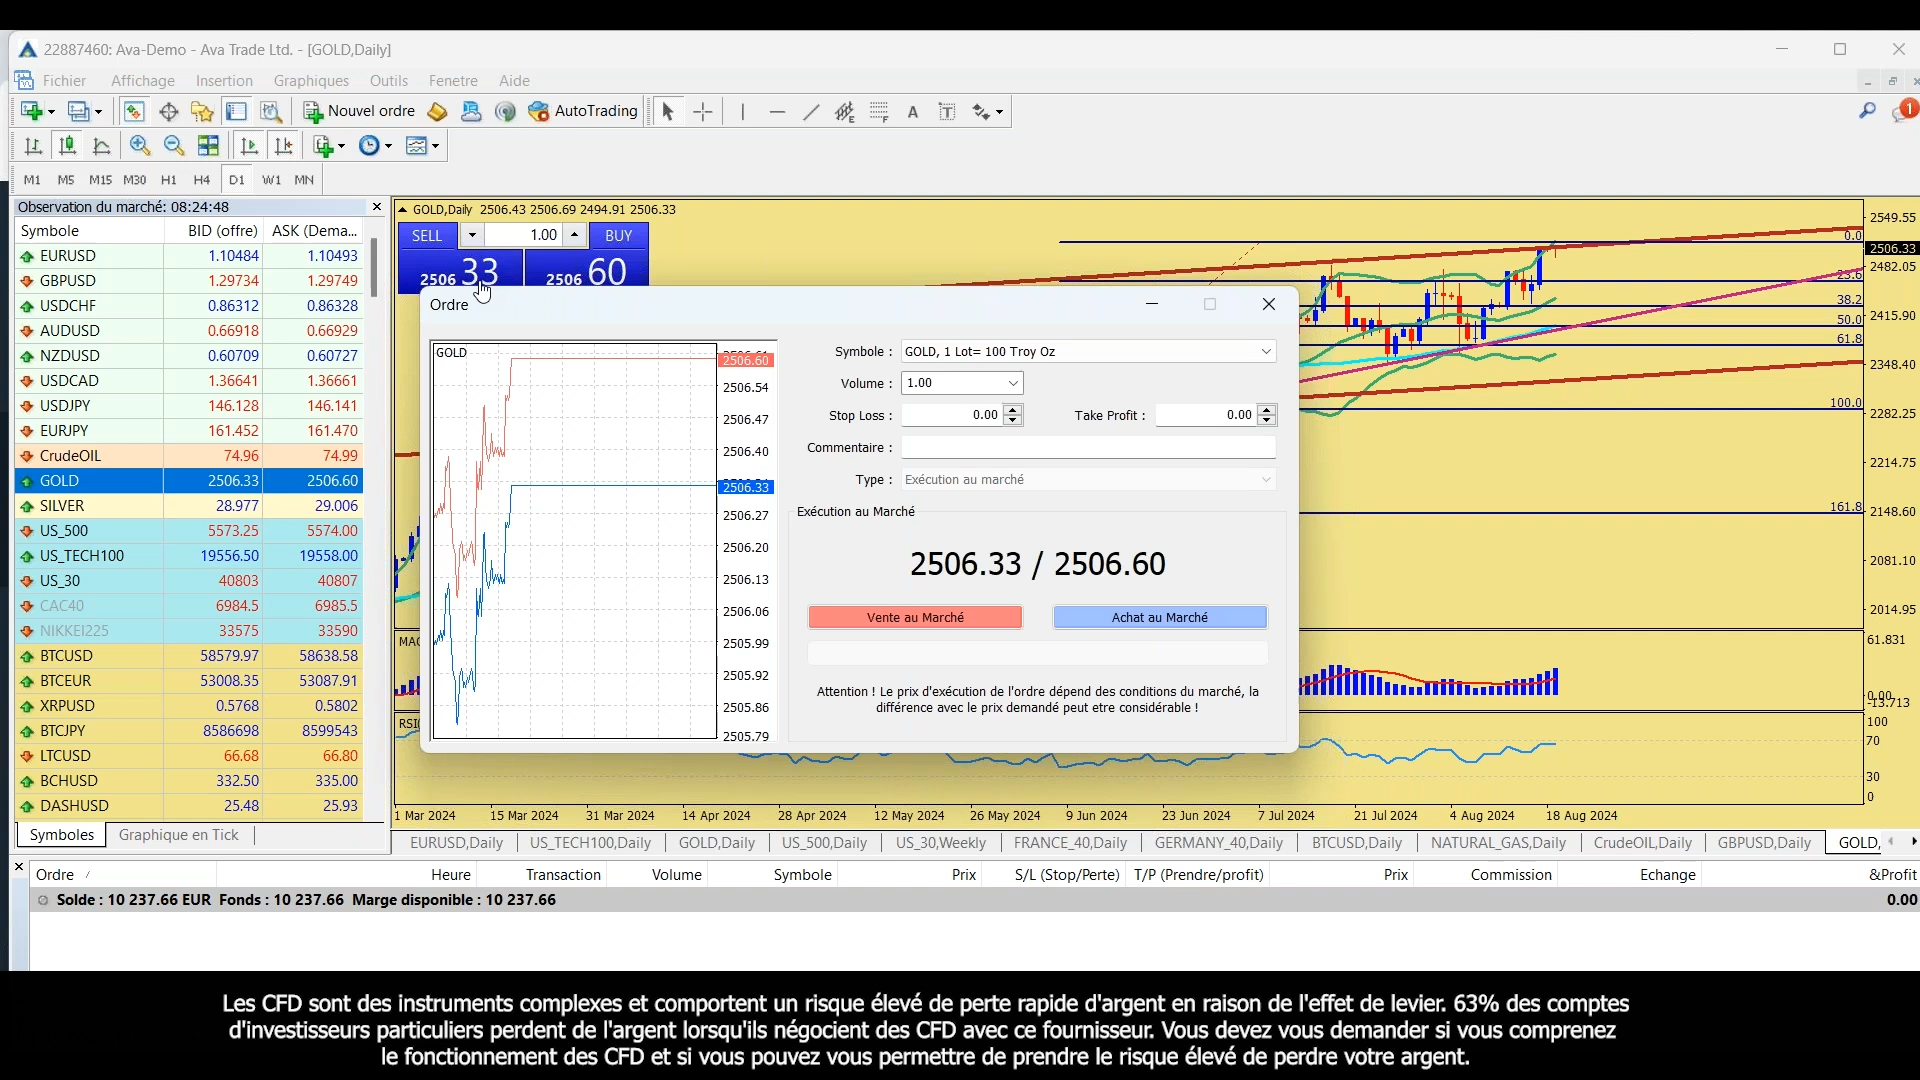 22887460: Ava-Demo - Ava Trade Ltd. - [GOLD,Daily]
Fichier Affichage Insertion Graphiques Outils Fenetre Aide
Nouvel ordre AutoTrading
1
M1 M5 M15 M30 H1 H4 D1 W1 MN
Observation du marché: 08:24:48
Symbole BID (offre) ASK (Dema...
EURUSD 1.10484 1.10493
GBPUSD 1.29734 1.29749
USDCHF 0.86312 0.86328
AUDUSD 0.66918 0.66929
NZDUSD 0.60709 0.60727
USDCAD 1.36641 1.36661
USDJPY 146.128 146.141
EURJPY 161.452 161.470
CrudeOIL 74.96 74.99
GOLD 2506.33 2506.60
SILVER 28.977 29.006
US_500 5573.25 5574.00
US_TECH100 19556.50 19558.00
US_30 40803 40807
CAC40 6984.5 6985.5
NIKKEI225 33575 33590
BTCUSD 58579.97 58638.58
BTCEUR 53008.35 53087.91
XRPUSD 0.5768 0.5802
BTCJPY 8586698 8599543
LTCUSD 66.68 66.80
BCHUSD 332.50 335.00
DASHUSD 25.48 25.93
Symboles Graphique en Tick
GOLD,Daily 2506.43 2506.69 2494.91 2506.33
SELL 1.00 BUY
2506 33 2506 60
Ordre
GOLD
2506.60
2506.54
2506.47
2506.40
2506.33
2506.27
2506.20
2506.13
2506.06
2505.99
2505.92
2505.86
2505.79
Symbole : GOLD, 1 Lot= 100 Troy Oz
Volume : 1.00
Stop Loss : 0.00 Take Profit : 0.00
Commentaire :
Type : Exécution au marché
Exécution au Marché
2506.33 / 2506.60
Vente au Marché Achat au Marché
Attention ! Le prix d'exécution de l'ordre dépend des conditions du marché, la
différence avec le prix demandé peut etre considérable !
0.0
23.6
38.2
50.0
61.8
100.0
161.8
2549.55
2506.33
2482.05
2415.90
2348.40
2282.25
2214.75
2148.60
2081.10
2014.95
61.831
0.00
-13.713
100
70
30
0
MAC
RSI(
1 Mar 2024 15 Mar 2024 31 Mar 2024 14 Apr 2024 28 Apr 2024 12 May 2024 26 May 2024 9 Jun 2024 23 Jun 2024 7 Jul 2024 21 Jul 2024 4 Aug 2024 18 Aug 2024
EURUSD,Daily US_TECH100,Daily GOLD,Daily US_500,Daily US_30,Weekly FRANCE_40,Daily GERMANY_40,Daily BTCUSD,Daily NATURAL_GAS,Daily CrudeOIL,Daily GBPUSD,Daily GOLD,
Ordre / Heure Transaction Volume Symbole Prix S/L (Stop/Perte) T/P (Prendre/profit) Prix Commission Echange &Profit
Solde : 10 237.66 EUR Fonds : 10 237.66 Marge disponible : 10 237.66 0.00
Les CFD sont des instruments complexes et comportent un risque élevé de perte rapide d'argent en raison de l'effet de levier. 63% des comptes
d'investisseurs particuliers perdent de l'argent lorsqu'ils négocient des CFD avec ce fournisseur. Vous devez vous demander si vous comprenez
le fonctionnement des CFD et si vous pouvez vous permettre de prendre le risque élevé de perdre votre argent.